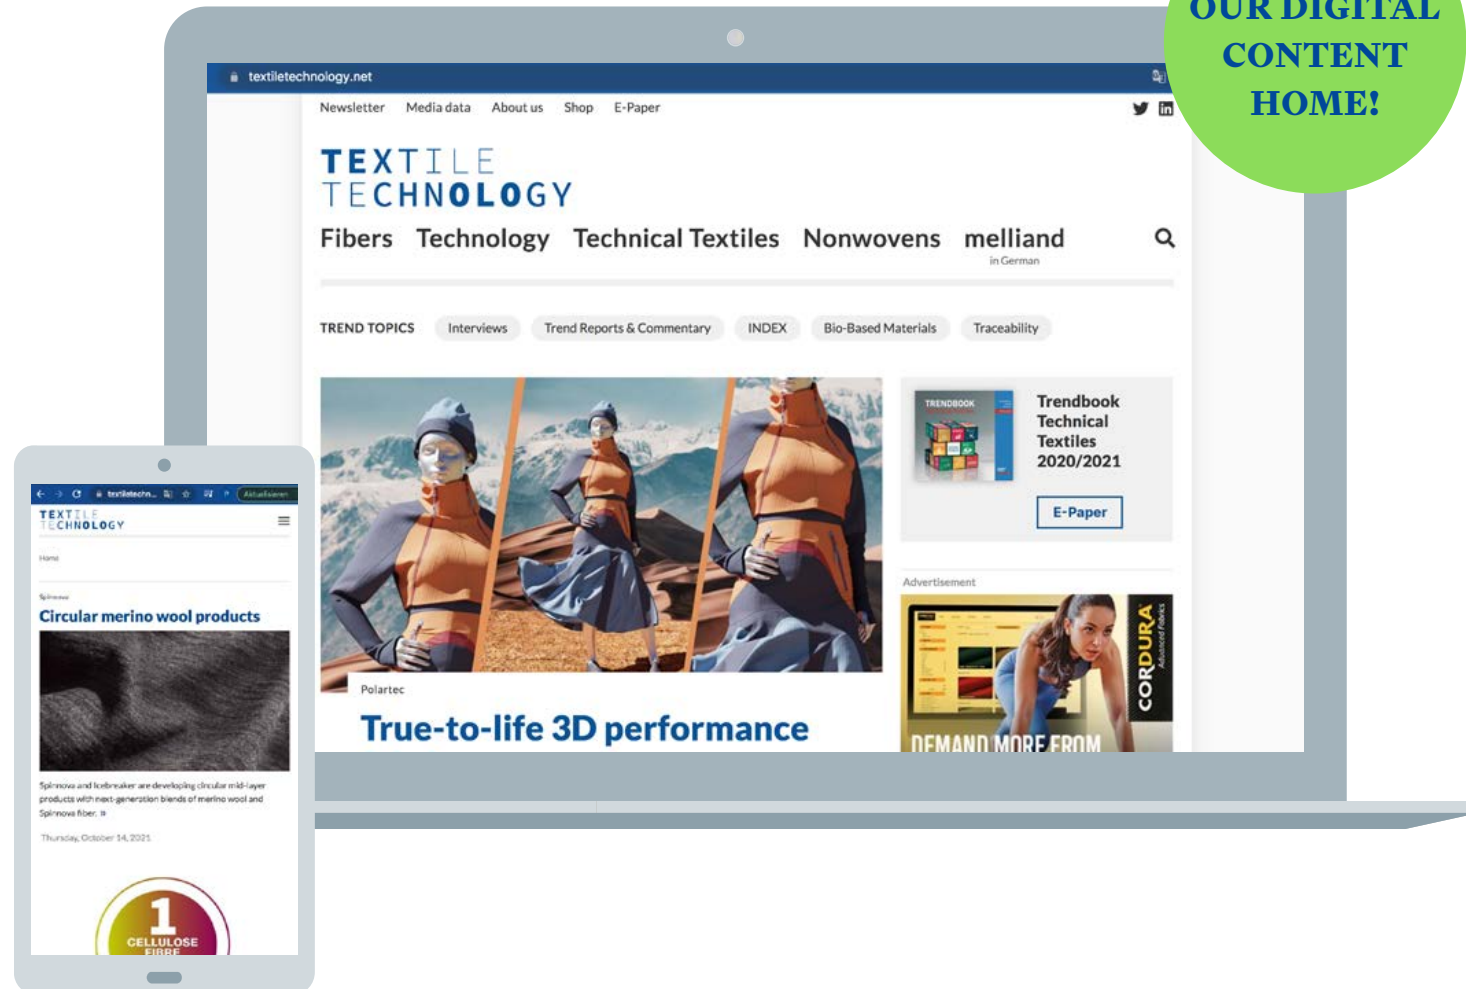 OUR DIGITAL
CONTENT
HOME!
textiletechnology.net
Newsletter Media data About us Shop E-Paper
TEXTILE
TECHNOLOGY
Fibers Technology Technical Textiles Nonwovens melliand
in German
TREND TOPICS Interviews Trend Reports & Commentary INDEX Bio-Based Materials Traceability
TRENDBOOK
Trendbook
Technical
Textiles
2020/2021
E-Paper
Advertisement
CORDURA
Advanced Fabrics
DEMAND MORE FROM
Polartec
True-to-life 3D performance
textiletechn... Aktualisieren
TEXTILE
TECHNOLOGY
Home
Spinnova
Circular merino wool products
Spinnova and Icebreaker are developing circular mid-layer
products with next-generation blends of merino wool and
Spinnova fiber. »
Thursday, October 14, 2021
1
CELLULOSE
FIBRE